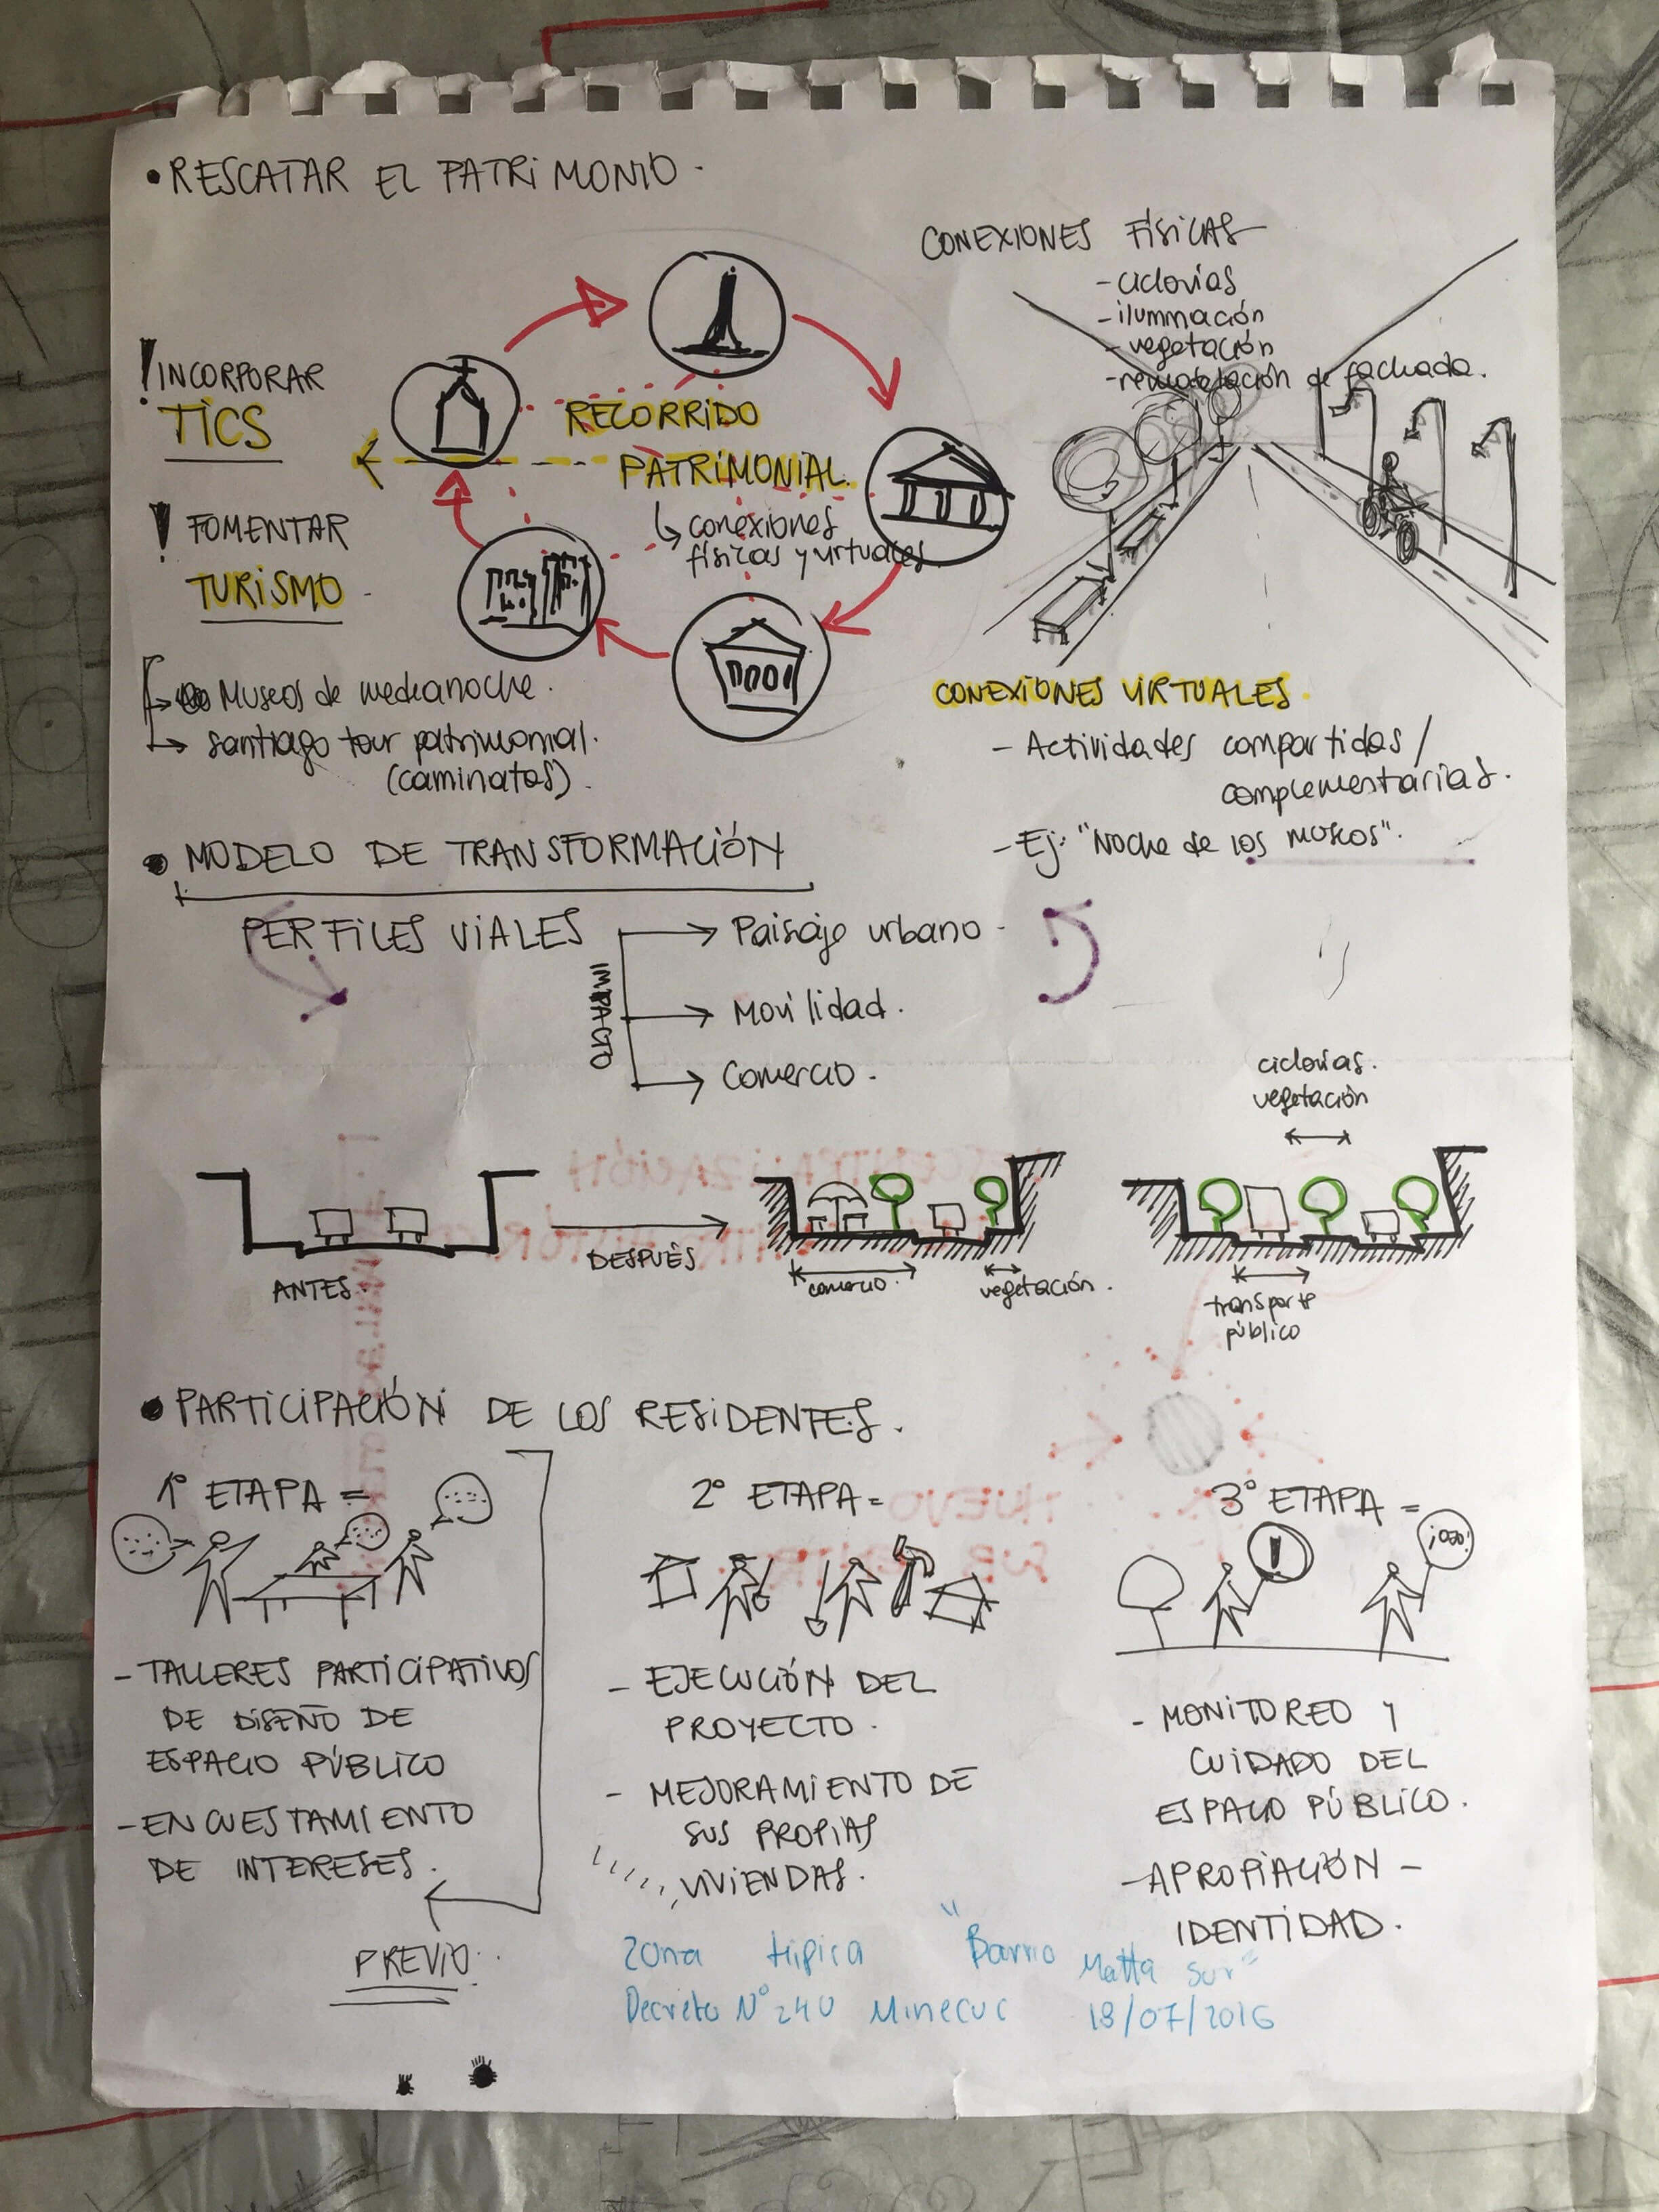 • RESCATAR EL PATRIMONIO -
! INCORPORAR
TICS
! FOMENTAR
TURISMO -
→ Museos de medianoche.
→ santiago tour patrimonial.
(caminatas).
RECORRIDO
PATRIMONIAL.
↳ conexiones
físicas y virtuales.
CONEXIONES FÍSICAS
- ciclovias
- iluminación
- vegetación
- de fachada.
CONEXIONES VIRTUALES.
- Actividades compartidas/
complementarias.
- Ej: "Noche de los museos".
• MODELO DE TRANSFORMACIÓN
PERFILES VIALES
IMPACTO
→ Paisaje urbano -
→ Movilidad.
→ Comercio -
ANTES.
DESPUÉS
comercio.
vegetación.
ciclovias.
vegetación
transporte
público
• PARTICIPACIÓN DE LOS RESIDENTES.
1° ETAPA =
- TALLERES PARTICIPATIVOS
DE DISEÑO DE
ESPACIO PÚBLICO
- ENCUESTAMIENTO
DE INTERESES.
PREVIO.
2° ETAPA =
- EJECUCIÓN DEL
PROYECTO.
- MEJORAMIENTO DE
SUS PROPIAS
VIVIENDAS.
3° ETAPA =
!
- MONITOREO Y
CUIDADO DEL
ESPACIO PÚBLICO.
- APROPIACIÓN -
IDENTIDAD.
Zona típica "Barrio Matta Sur"
Decreto N° 240 Minecuc 18/07/2016